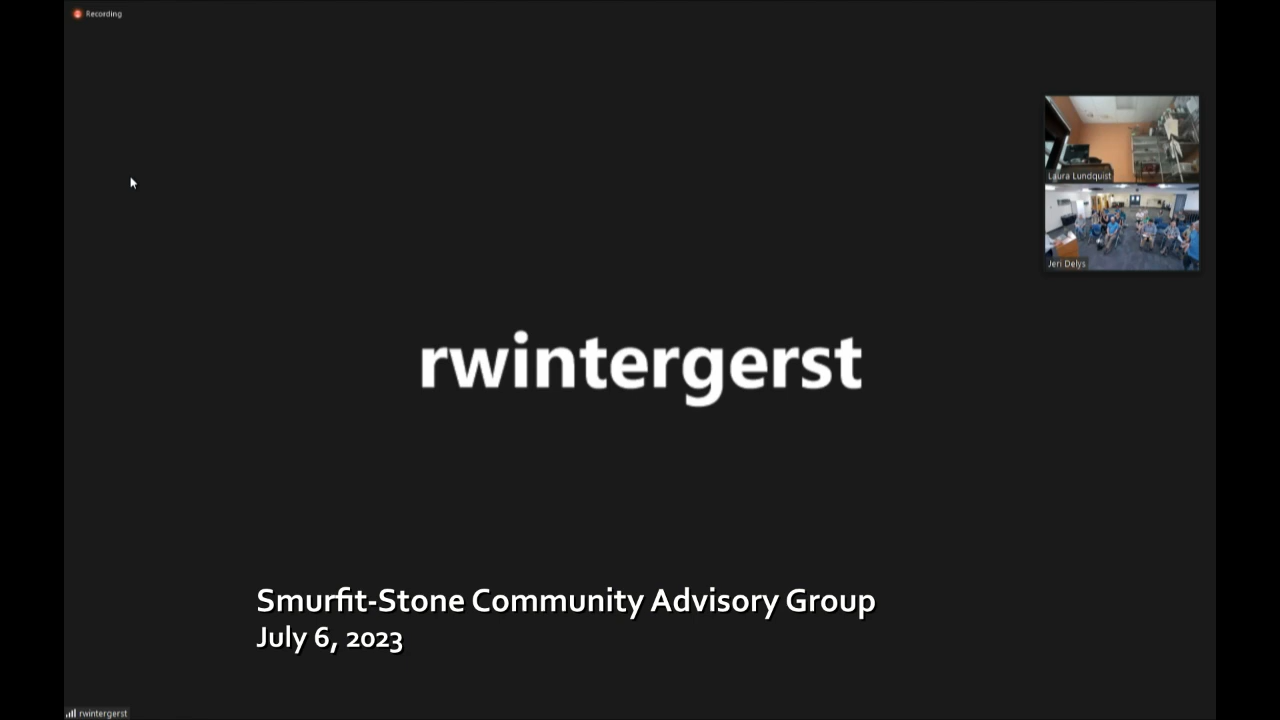 Recording
Laura Lundquist
Jeri Delys
rwintergerst
Smurfit-Stone Community Advisory Group
July 6, 2023
rwintergerst